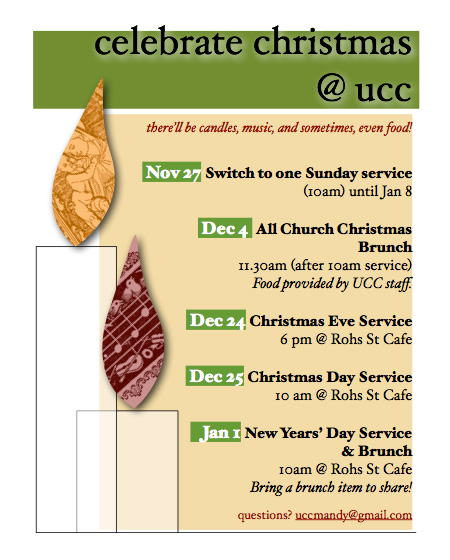 celebrate christmas
@ ucc
there'll be candles, music, and sometimes, even food!
Nov 27 Switch to one Sunday service
(10am) until Jan 8
Dec 4 All Church Christmas
Brunch
11.30am (after 10am service)
Food provided by UCC staff.
Dec 24 Christmas Eve Service
6 pm @ Rohs St Cafe
Dec 25 Christmas Day Service
10 am @ Rohs St Cafe
Jan 1 New Years' Day Service
& Brunch
10am @ Rohs St Cafe
Bring a brunch item to share!
questions? uccmandy@gmail.com